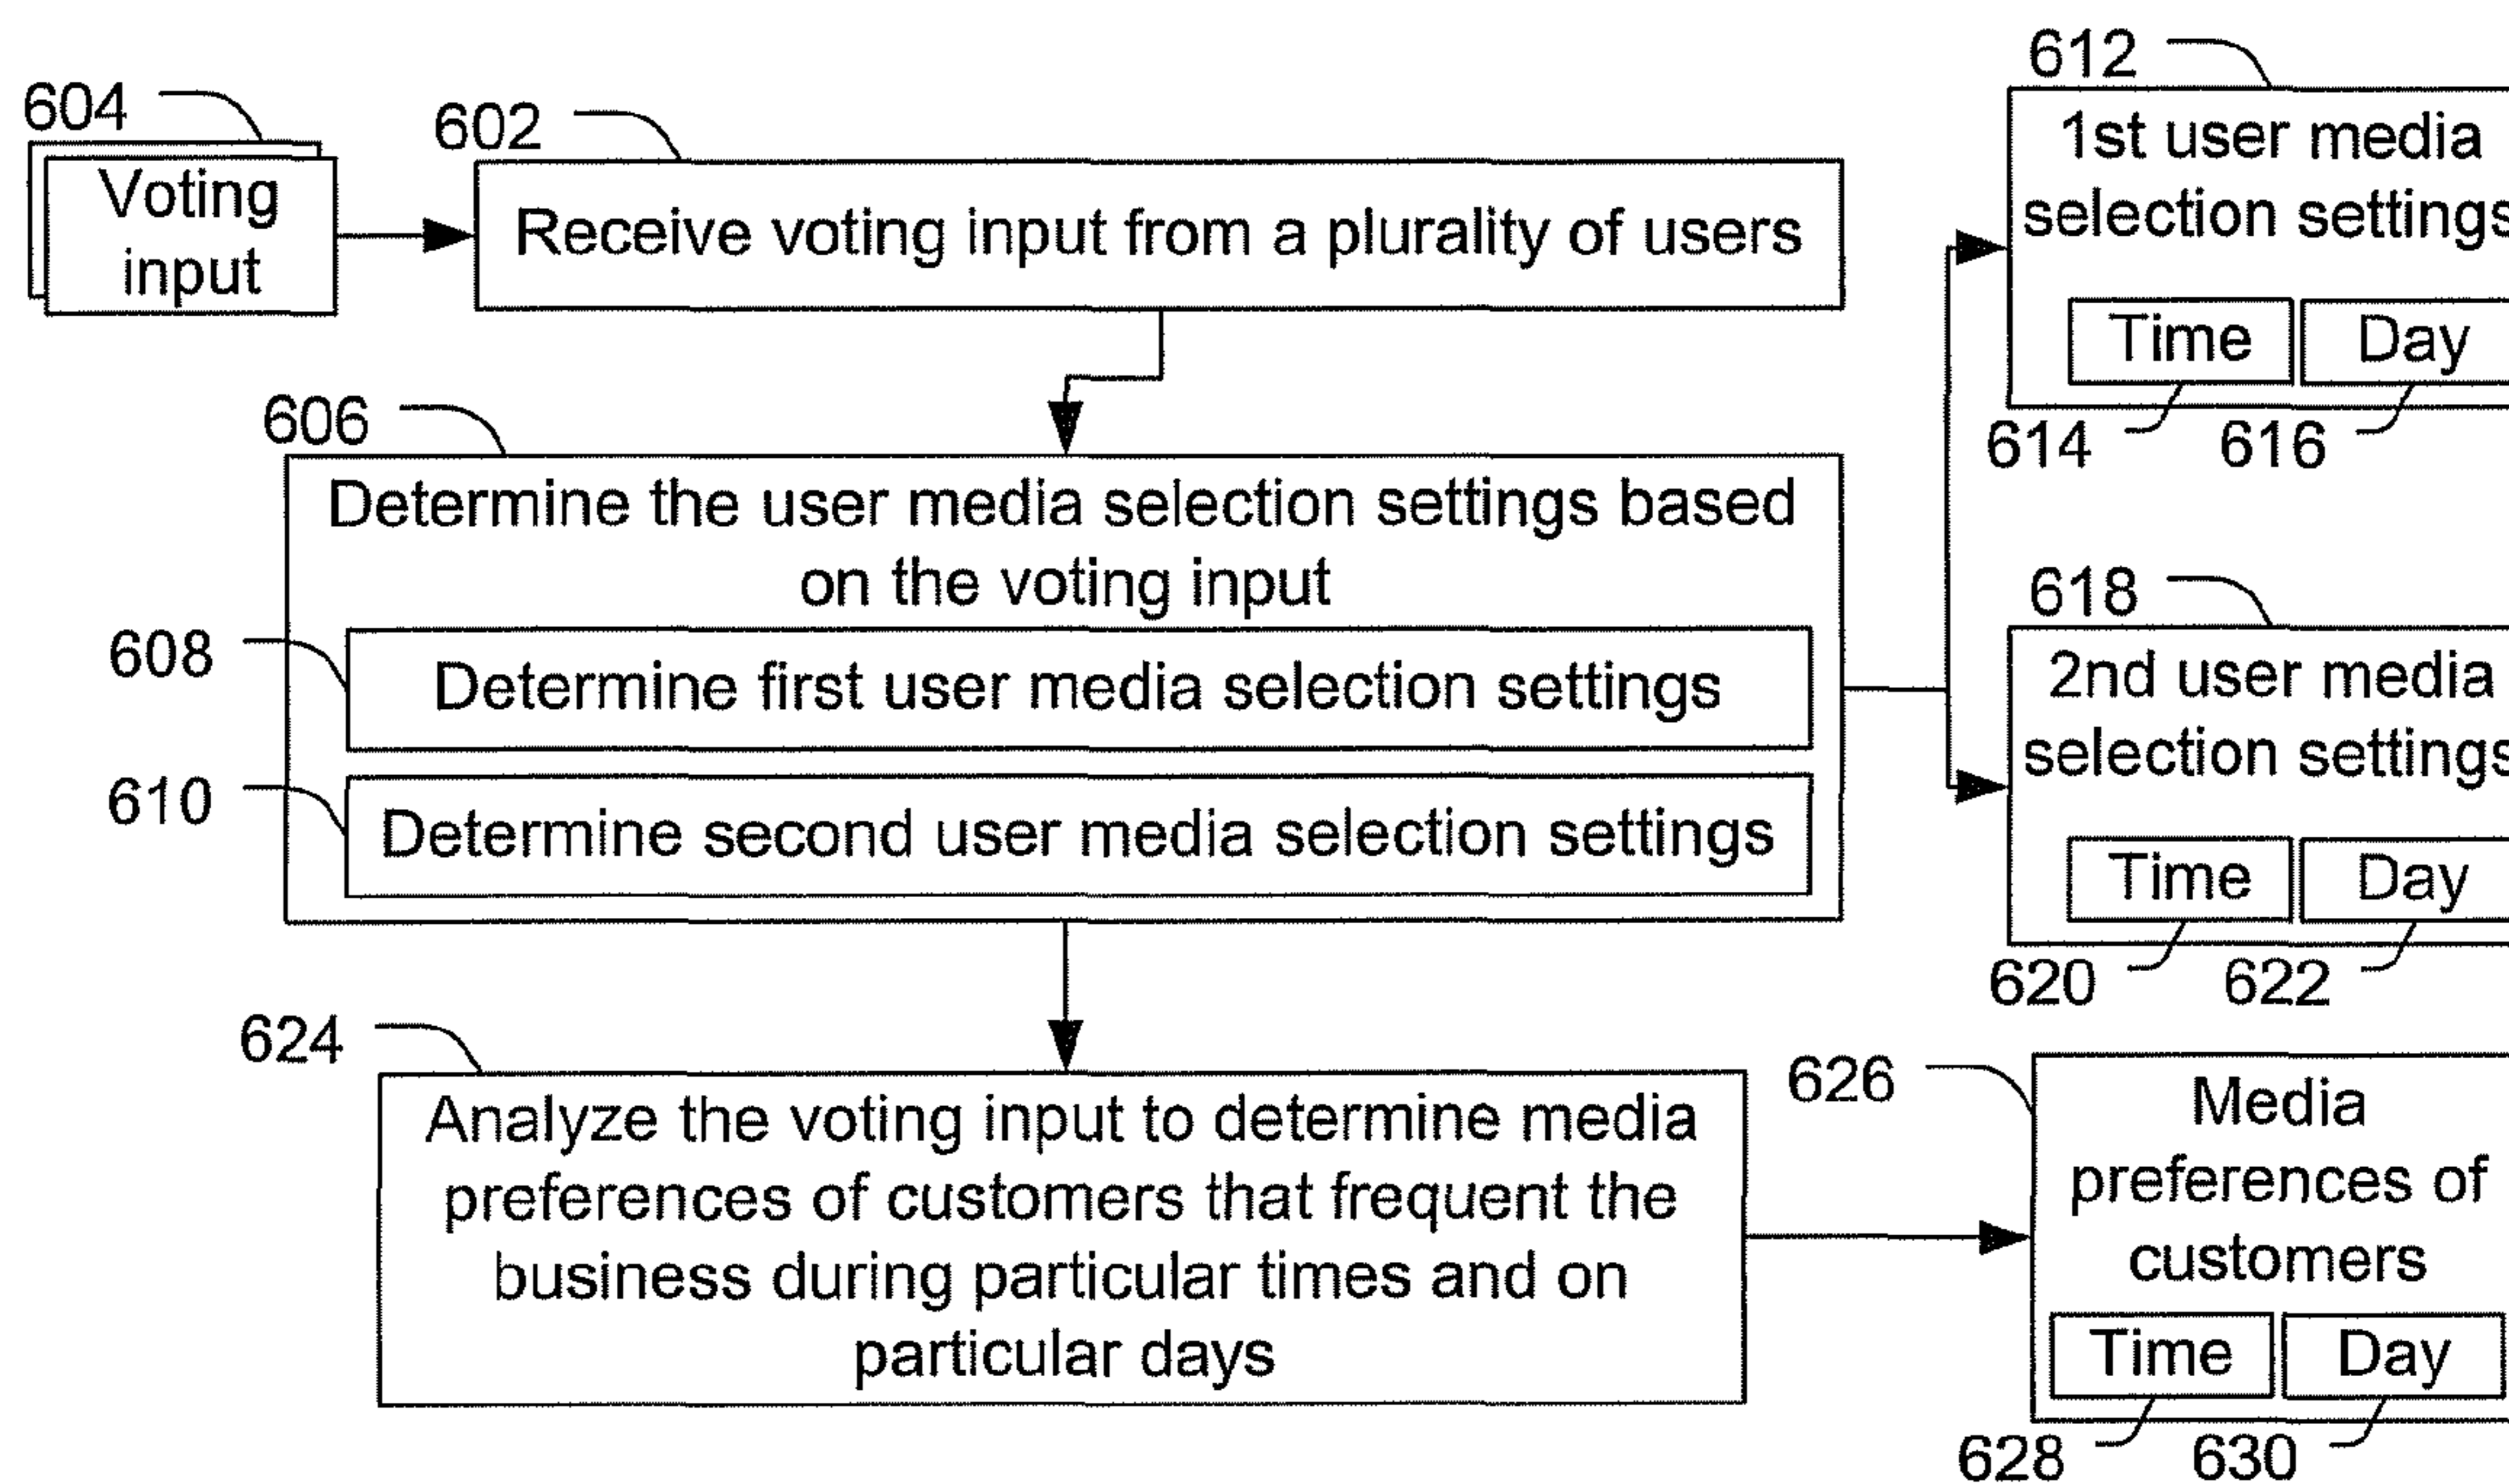 604
Voting
input
602
Receive voting input from a plurality of users
606
Determine the user media selection settings based
on the voting input
608
Determine first user media selection settings
610
Determine second user media selection settings
612
1st user media
selection settings
Time
Day
614
616
618
2nd user media
selection settings
Time
Day
620
622
624
Analyze the voting input to determine media
preferences of customers that frequent the
business during particular times and on
particular days
626
Media
preferences of
customers
Time
Day
628
630